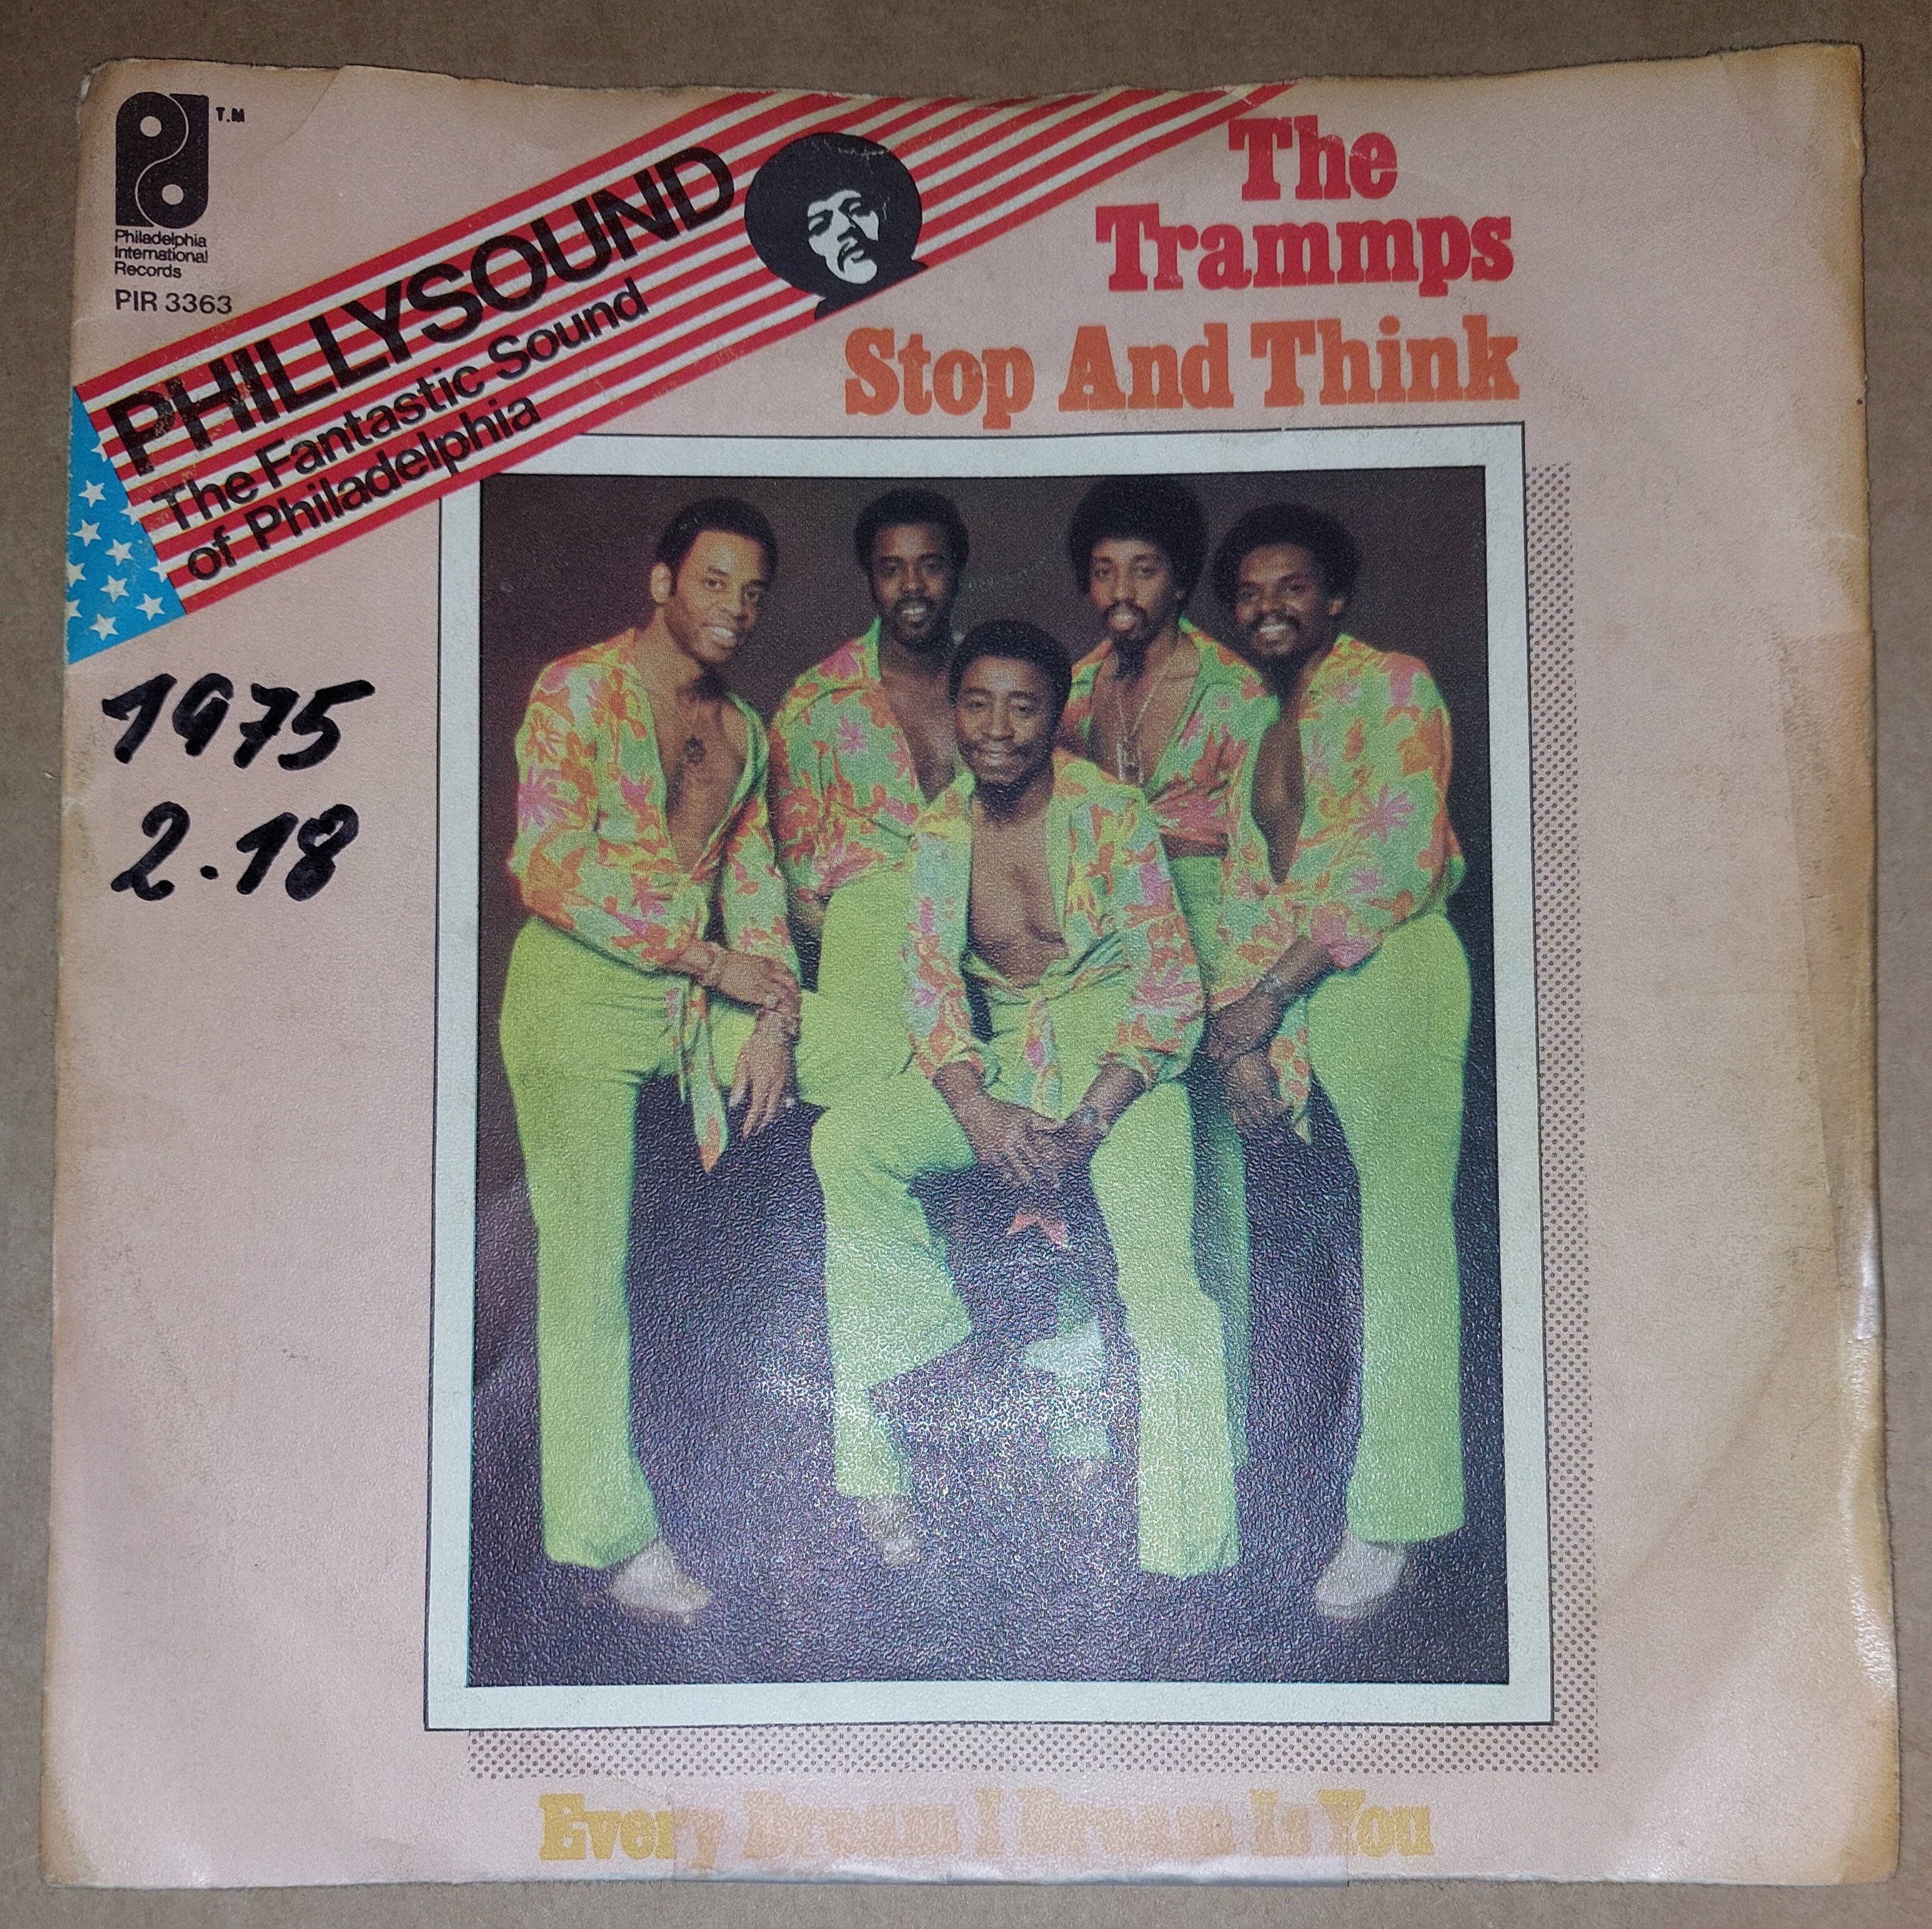 T.M
Philadelphia
International
Records
PIR 3363
PHILLYSOUND
The Fantastic Sound
of Philadelphia
The
Trammps
Stop And Think
1975
2.18
Every Dream I Dream Is You